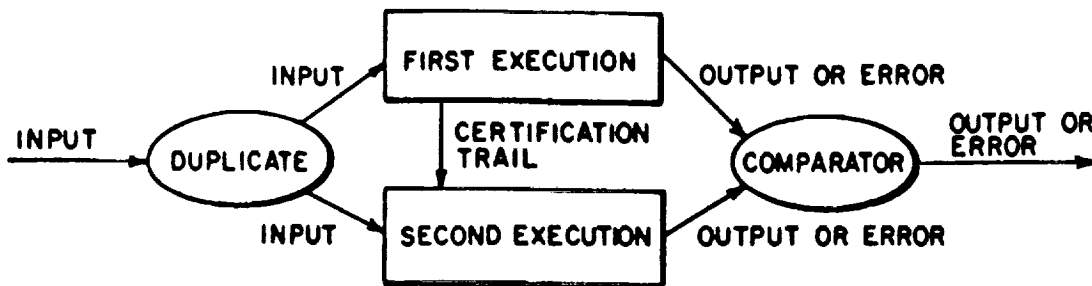 INPUT
DUPLICATE
INPUT
INPUT
FIRST EXECUTION
CERTIFICATION
TRAIL
SECOND EXECUTION
OUTPUT OR ERROR
OUTPUT OR ERROR
COMPARATOR
OUTPUT OR
ERROR